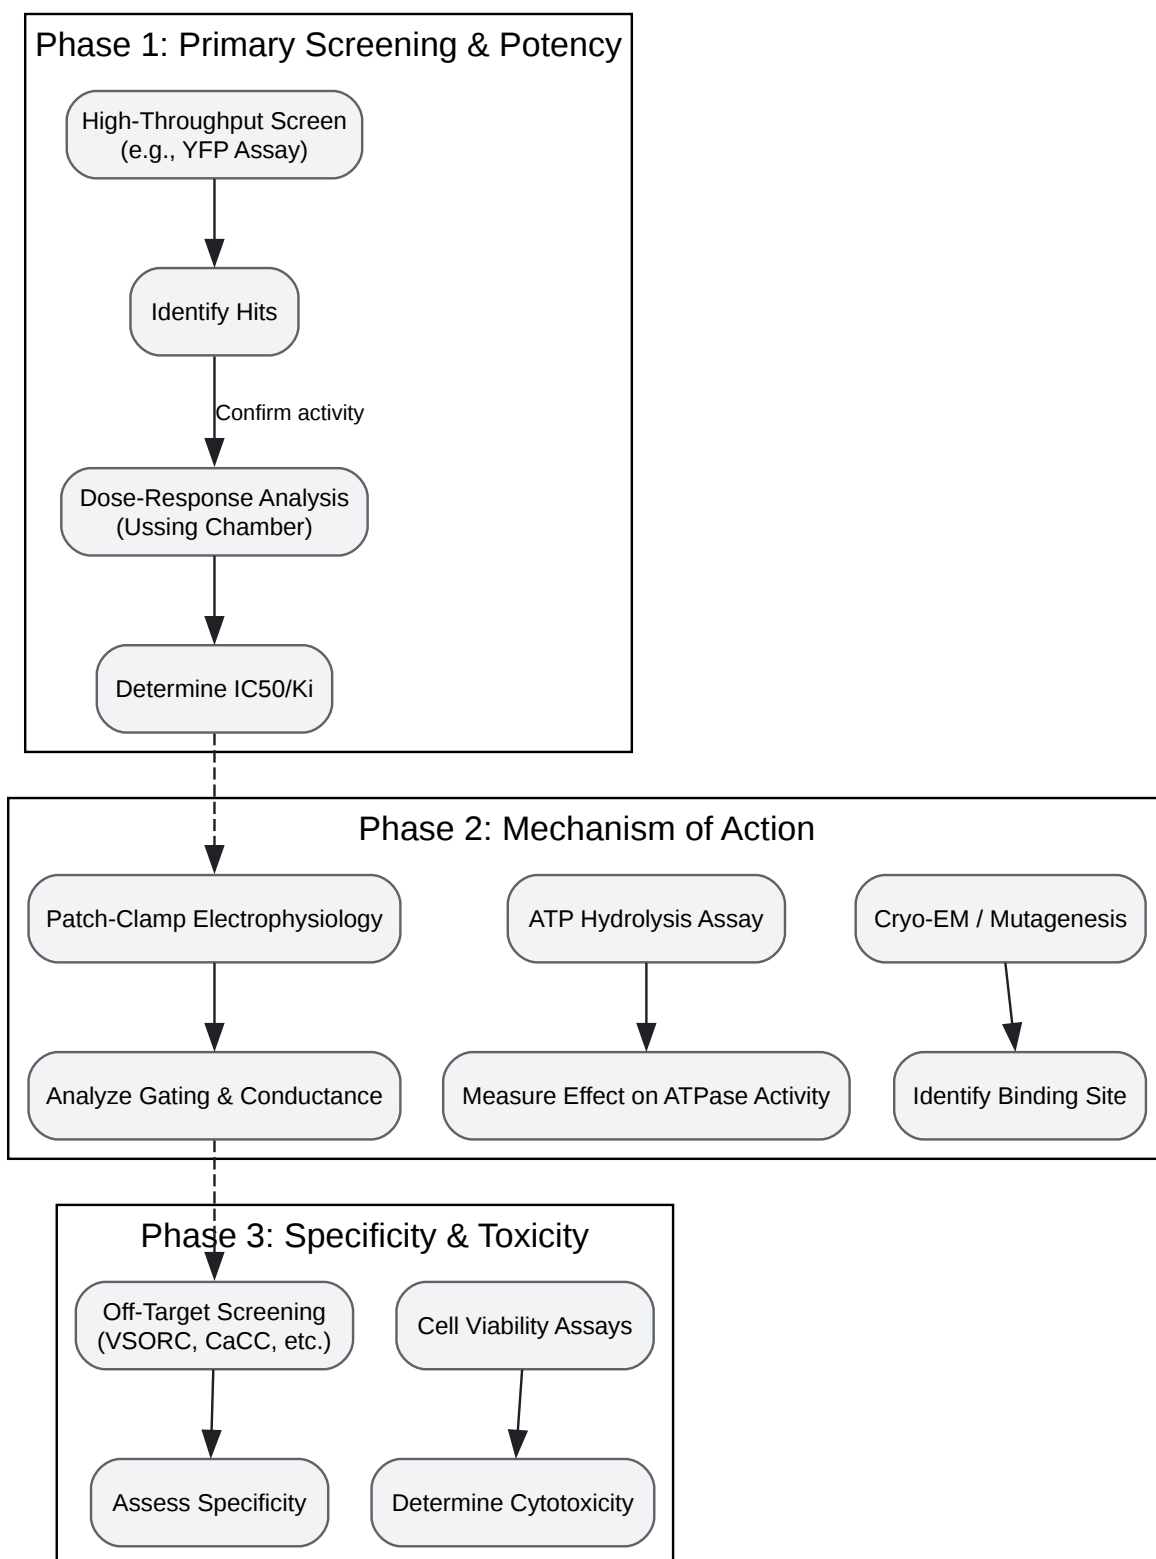 Phase 1: Primary Screening & Potency
High-Throughput Screen
(e.g., YFP Assay)
Identify Hits
Confirm activity
Dose-Response Analysis
(Ussing Chamber)
Determine IC50/Ki
Phase 2: Mechanism of Action
Patch-Clamp Electrophysiology
ATP Hydrolysis Assay
Cryo-EM / Mutagenesis
Analyze Gating & Conductance
Measure Effect on ATPase Activity
Identify Binding Site
Phase 3: Specificity & Toxicity
Off-Target Screening
(VSORC, CaCC, etc.)
Cell Viability Assays
Assess Specificity
Determine Cytotoxicity